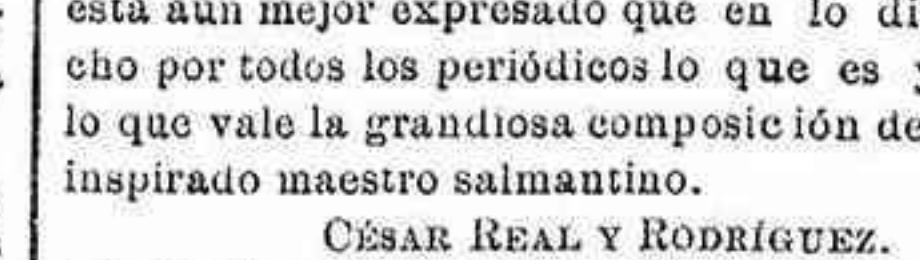 está aún mejor expresado que en lo di
cho por todos los periódicos lo que es y
lo que vale la grandiosa composición de
inspirado maestro salmantino.
CÉSAR REAL Y RODRÍGUEZ.